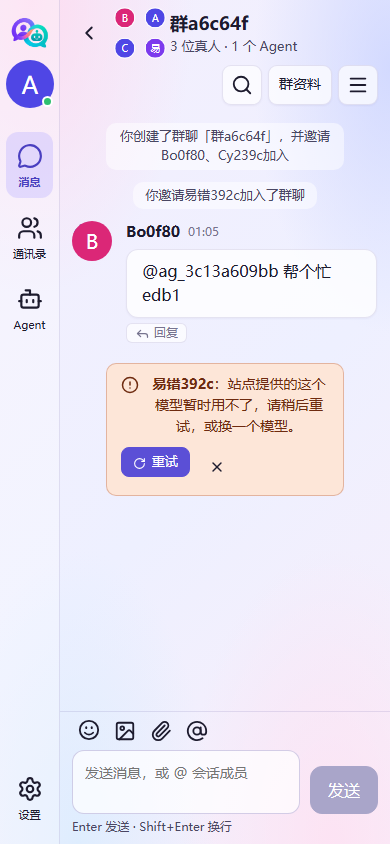 B A
C 易
群a6c64f
3 位真人 · 1 个 Agent
A
群资料
消息
通讯录
Agent
设置
你创建了群聊「群a6c64f」，并邀请
Bo0f80、Cy239c加入
你邀请易错392c加入了群聊
B
Bo0f80 01:05
@ag_3c13a609bb 帮个忙
edb1
回复
易错392c：站点提供的这个
模型暂时用不了，请稍后重
试，或换一个模型。
重试
发送消息，或 @ 会话成员
发送
Enter 发送 · Shift+Enter 换行